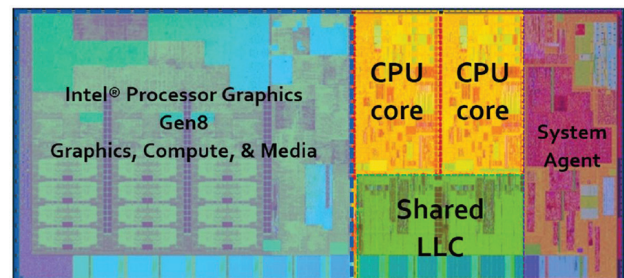 Intel® Processor Graphics
Gen8
Graphics, Compute, & Media
CPU
core
CPU
core
Shared
LLC
System
Agent